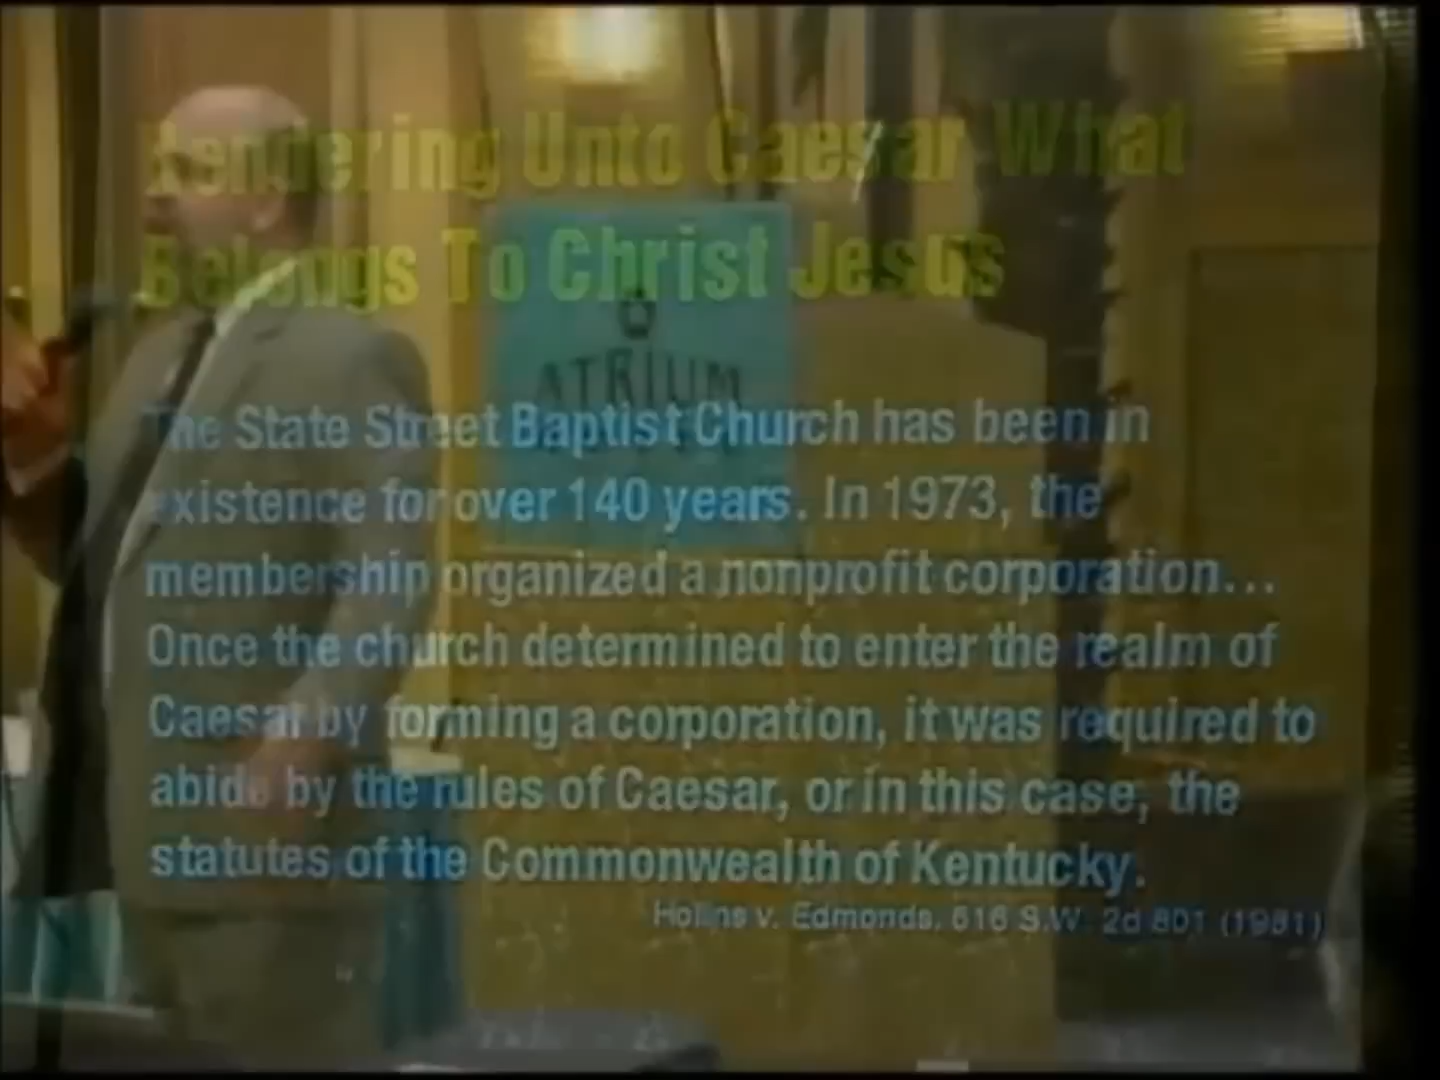 Rendering Unto Caesar What
Belongs To Christ Jesus
ATRIUM
The State Street Baptist Church has been in
existence for over 140 years. In 1973, the
membership organized a nonprofit corporation...
Once the church determined to enter the realm of
Caesar by forming a corporation, it was required to
abide by the rules of Caesar, or in this case, the
statutes of the Commonwealth of Kentucky.
Hollins v. Edmonds, 616 S.W. 2d 801 (1981)